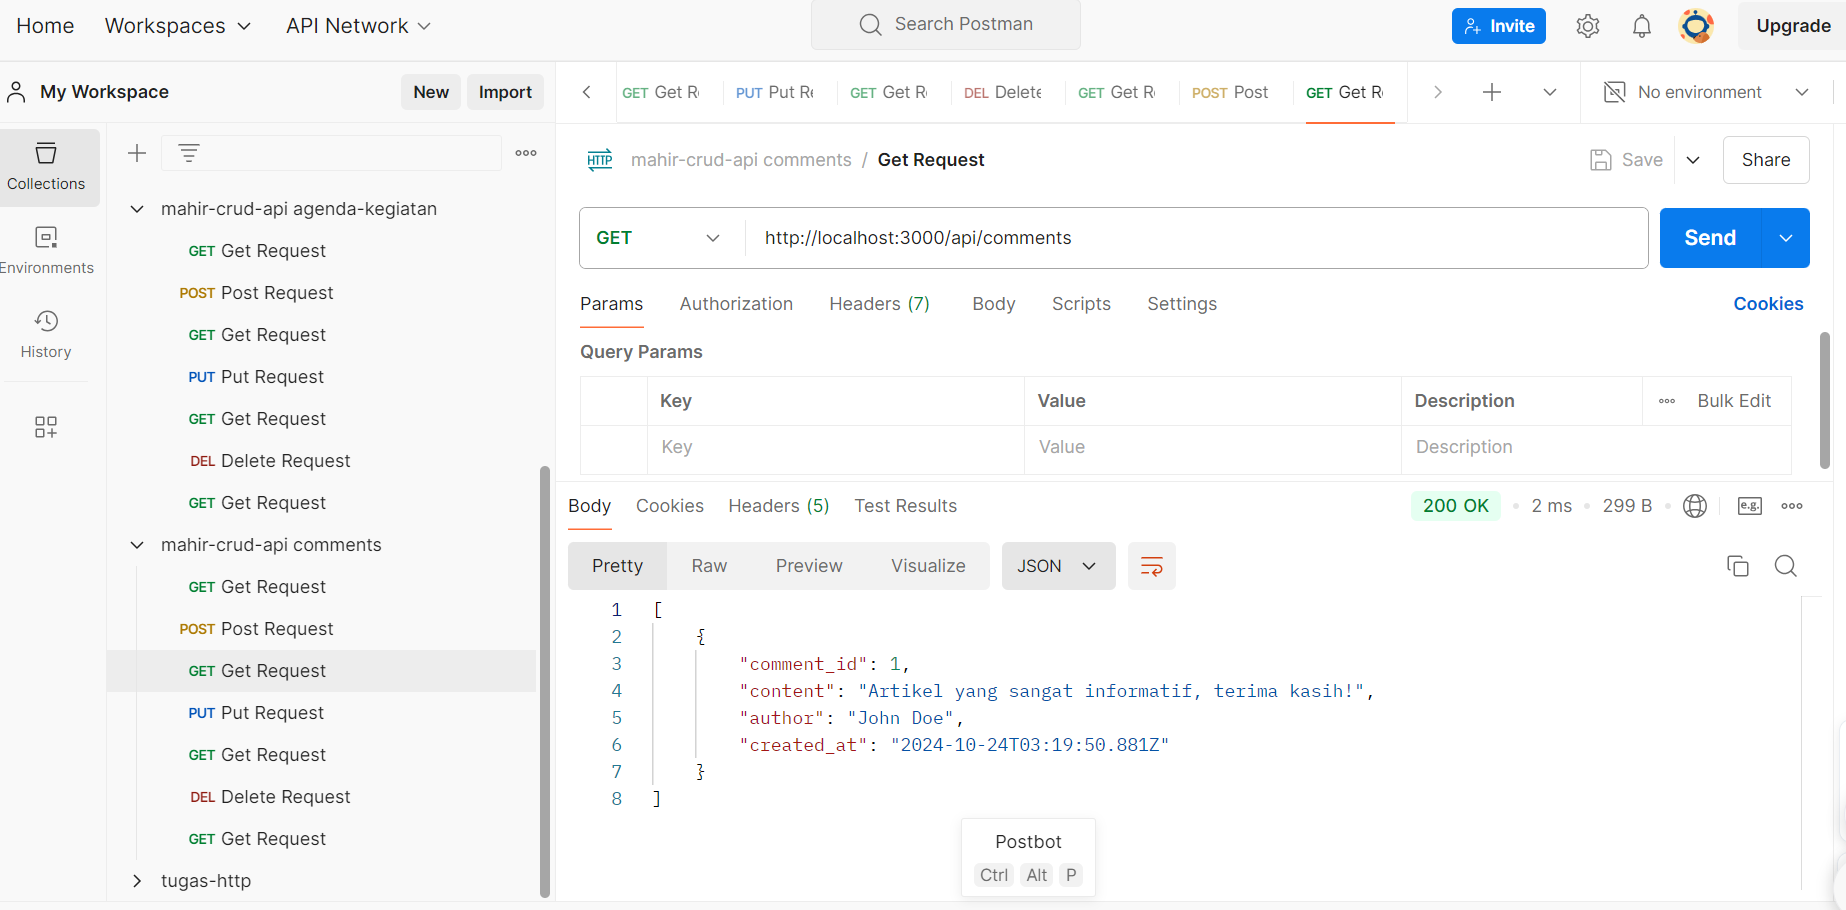 Home Workspaces API Network Search Postman Invite Upgrade
My Workspace New Import
GET Get R PUT Put Re GET Get R DEL Delete GET Get R POST Post GET Get R No environment
Collections
Environments
History
mahir-crud-api agenda-kegiatan
GET Get Request
POST Post Request
GET Get Request
PUT Put Request
GET Get Request
DEL Delete Request
GET Get Request
mahir-crud-api comments
GET Get Request
POST Post Request
GET Get Request
PUT Put Request
GET Get Request
DEL Delete Request
GET Get Request
tugas-http
HTTP mahir-crud-api comments / Get Request Save Share
GET http://localhost:3000/api/comments Send
Params Authorization Headers (7) Body Scripts Settings Cookies
Query Params
Key Value Description Bulk Edit
Key Value Description
Body Cookies Headers (5) Test Results 200 OK • 2 ms • 299 B • e.g.
Pretty Raw Preview Visualize JSON
1 [
2 {
3 "comment_id": 1,
4 "content": "Artikel yang sangat informatif, terima kasih!",
5 "author": "John Doe",
6 "created_at": "2024-10-24T03:19:50.881Z"
7 }
8 ]
Postbot
Ctrl Alt P